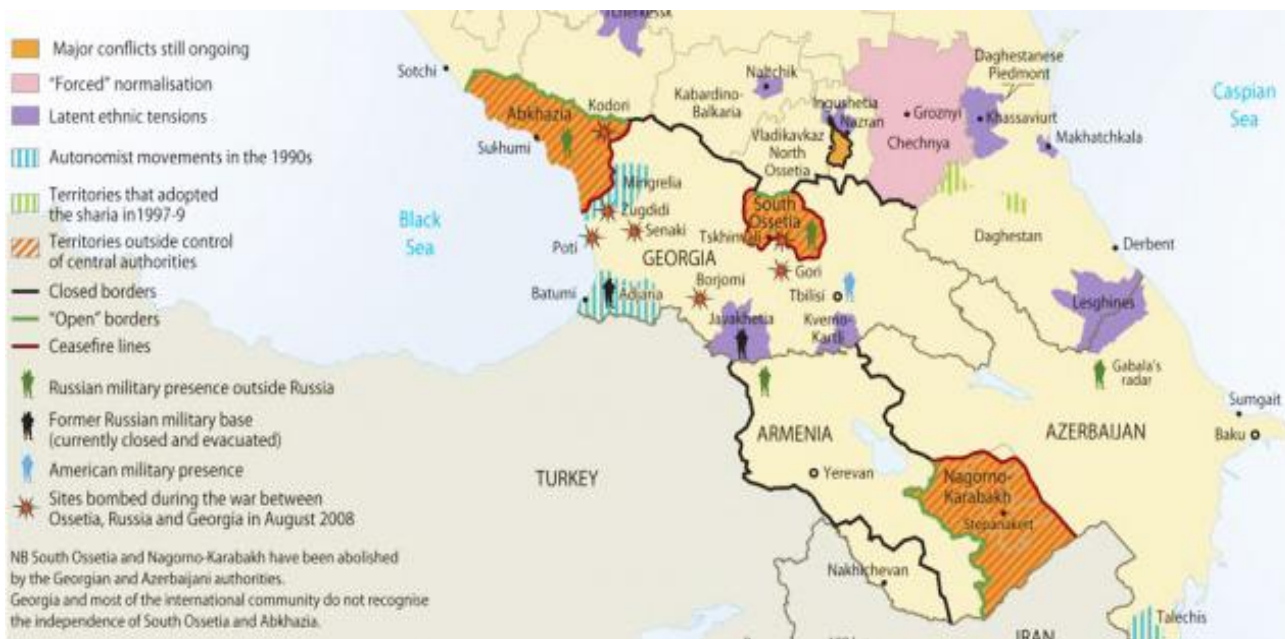 Tcherkessk
Major conflicts still ongoing
"Forced" normalisation
Latent ethnic tensions
Autonomist movements in the 1990s
Territories that adopted
the sharia in 1997-9
Territories outside control
of central authorities
Closed borders
"Open" borders
Ceasefire lines
Russian military presence outside Russia
Former Russian military base
(currently closed and evacuated)
American military presence
Sites bombed during the war between
Ossetia, Russia and Georgia in August 2008
NB South Ossetia and Nagorno-Karabakh have been abolished
by the Georgian and Azerbaijani authorities.
Georgia and most of the international community do not recognise
the independence of South Ossetia and Abkhazia.
Sotchi
Abkhazia
Kodori
Sukhumi
Black
Sea
Mingrelia
Zugdidi
Senaki
Poti
GEORGIA
Batumi
Adjaria
Borjomi
Javakhetia
Kabardino-
Balkaria
Naltchik
Ingushetia
Nazran
Vladikavkaz
North
Ossetia
South
Ossetia
Tskhinvali
Gori
Tbilisi
Kvemo-
Kartli
Groznyi
Chechnya
Daghestanese
Piedmont
Khassaviurt
Makhatchkala
Caspian
Sea
Daghestan
Derbent
Lesghines
Gabala's
radar
Sumgait
Baku
AZERBAIJAN
ARMENIA
Yerevan
TURKEY
Nagorno-
Karabakh
Stepanakert
Nakhichevan
Talechis
IRAN